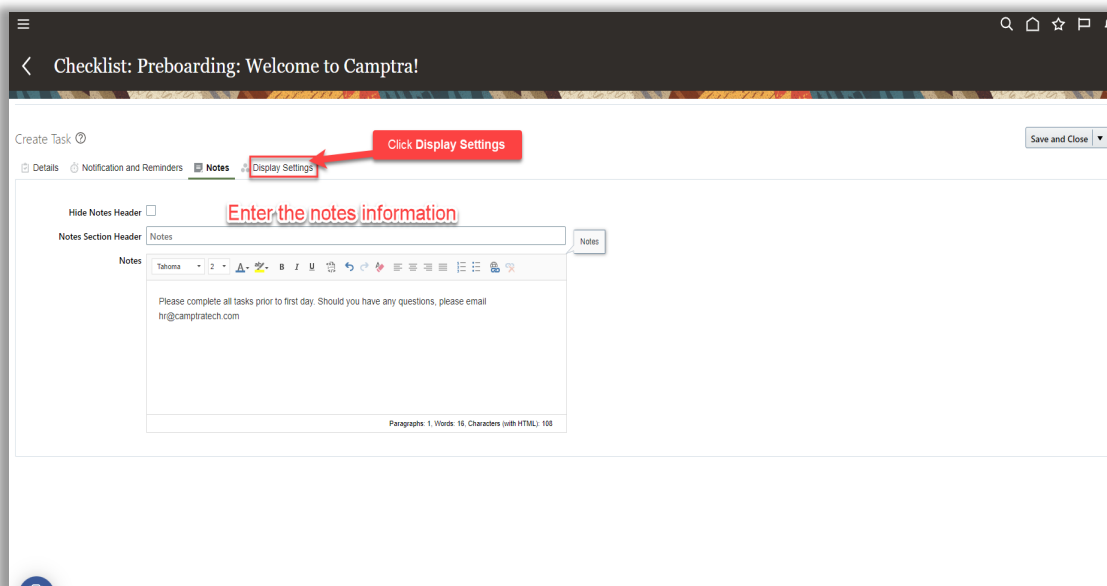 Checklist: Preboarding: Welcome to Camptra!
Create Task
Click Display Settings
Save and Close
Details Notification and Reminders Notes Display Settings
Hide Notes Header
Enter the notes information
Notes Section Header Notes
Notes
Notes
Tahoma 2 A aby B I U
Please complete all tasks prior to first day. Should you have any questions, please email
hr@camptratech.com
Paragraphs: 1, Words: 16, Characters (with HTML): 108